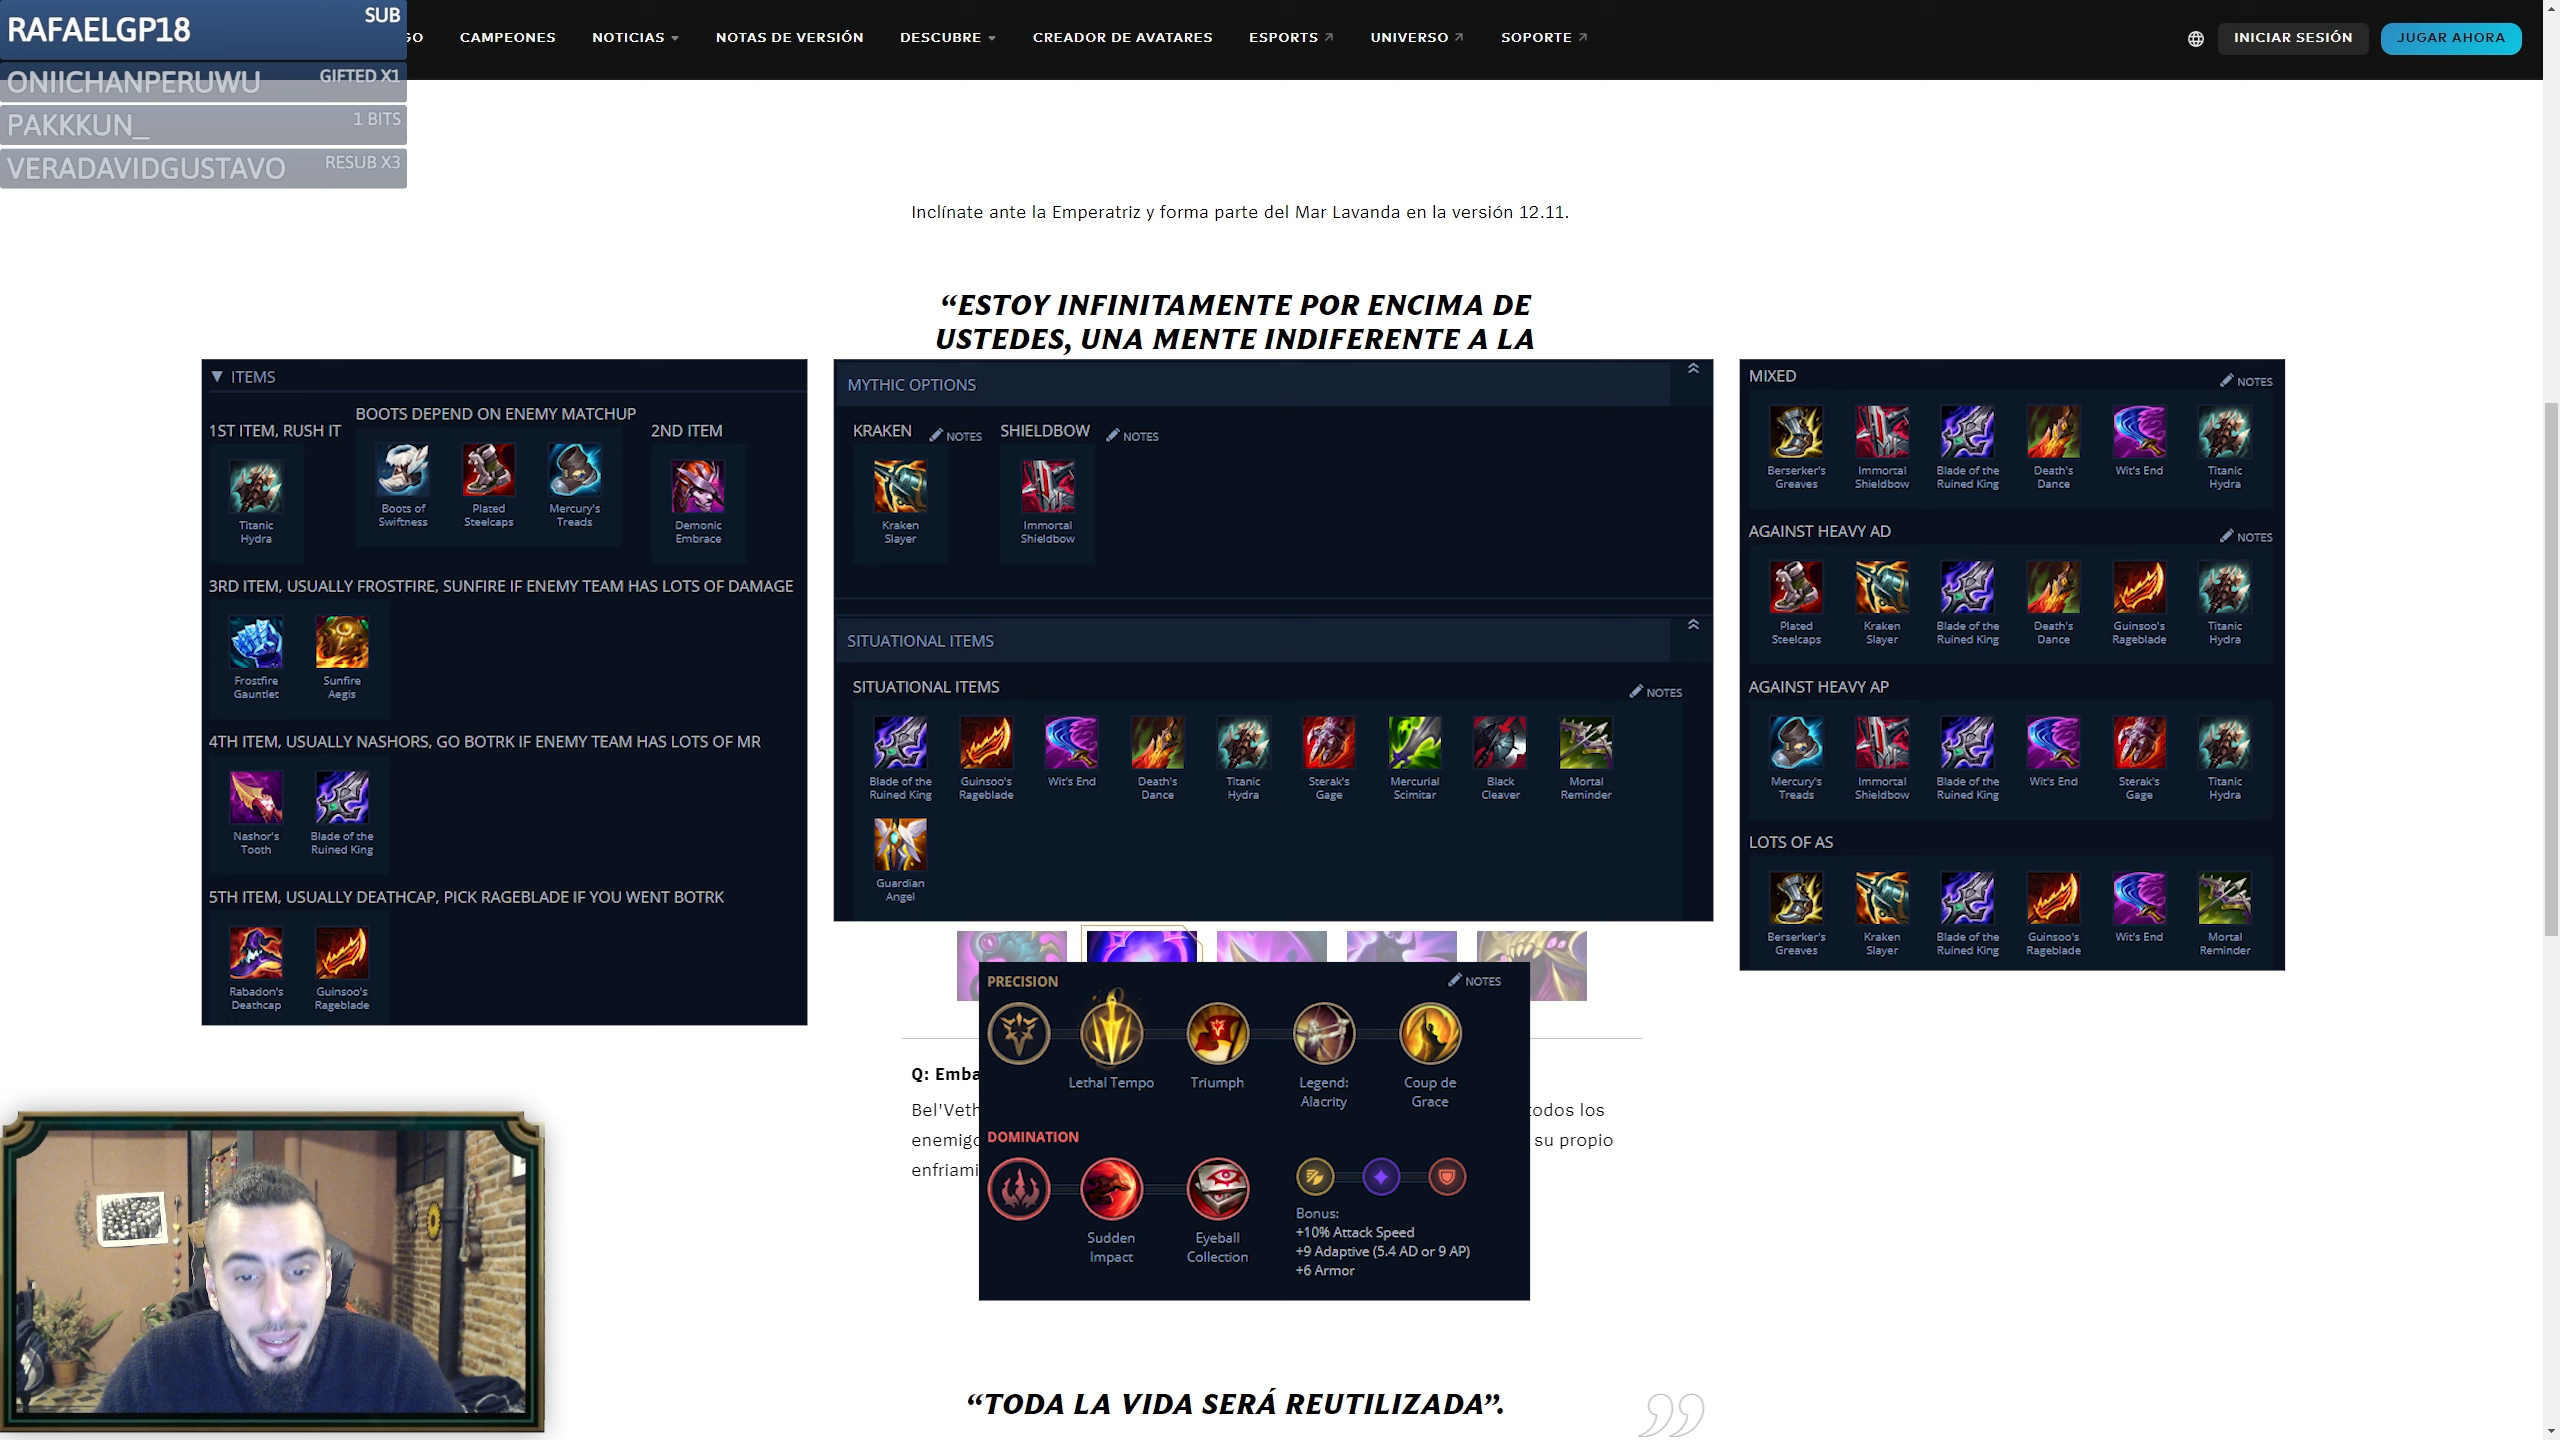 RAFAELGP18 SUB
ONIICHANPERUWU GIFTED X1
PAKKKUN_ 1 BITS
VERADAVIDGUSTAVO RESUB X3
GO CAMPEONES NOTICIAS NOTAS DE VERSIÓN DESCUBRE CREADOR DE AVATARES ESPORTS UNIVERSO SOPORTE INICIAR SESIÓN JUGAR AHORA
Inclínate ante la Emperatriz y forma parte del Mar Lavanda en la versión 12.11.
“ESTOY INFINITAMENTE POR ENCIMA DE
USTEDES, UNA MENTE INDIFERENTE A LA
ITEMS
BOOTS DEPEND ON ENEMY MATCHUP
1ST ITEM, RUSH IT 2ND ITEM
Titanic Boots of Plated Mercury's Demonic
Hydra Swiftness Steelcaps Treads Embrace
3RD ITEM, USUALLY FROSTFIRE, SUNFIRE IF ENEMY TEAM HAS LOTS OF DAMAGE
Frostfire Sunfire
Gauntlet Aegis
4TH ITEM, USUALLY NASHORS, GO BOTRK IF ENEMY TEAM HAS LOTS OF MR
Nashor's Blade of the
Tooth Ruined King
5TH ITEM, USUALLY DEATHCAP, PICK RAGEBLADE IF YOU WENT BOTRK
Rabadon's Guinsoo's
Deathcap Rageblade
MYTHIC OPTIONS
KRAKEN NOTES SHIELDBOW NOTES
Kraken Immortal
Slayer Shieldbow
SITUATIONAL ITEMS
SITUATIONAL ITEMS NOTES
Blade of the Guinsoo's Wit's End Death's Titanic Sterak's Mercurial Black Mortal
Ruined King Rageblade Dance Hydra Gage Scimitar Cleaver Reminder
Guardian
Angel
MIXED NOTES
Berserker's Immortal Blade of the Death's Wit's End Titanic
Greaves Shieldbow Ruined King Dance Hydra
AGAINST HEAVY AD NOTES
Plated Kraken Blade of the Death's Guinsoo's Titanic
Steelcaps Slayer Ruined King Dance Rageblade Hydra
AGAINST HEAVY AP
Mercury's Immortal Blade of the Wit's End Sterak's Titanic
Treads Shieldbow Ruined King Gage Hydra
LOTS OF AS
Berserker's Kraken Blade of the Guinsoo's Wit's End Mortal
Greaves Slayer Ruined King Rageblade Reminder
PRECISION NOTES
Lethal Tempo Triumph Legend: Coup de
Alacrity Grace
DOMINATION
Sudden Eyeball
Impact Collection
Bonus:
+10% Attack Speed
+9 Adaptive (5.4 AD or 9 AP)
+6 Armor
Q: Emba
Bel'Veth todos los
enemigo su propio
enfriami
“TODA LA VIDA SERÁ REUTILIZADA”.